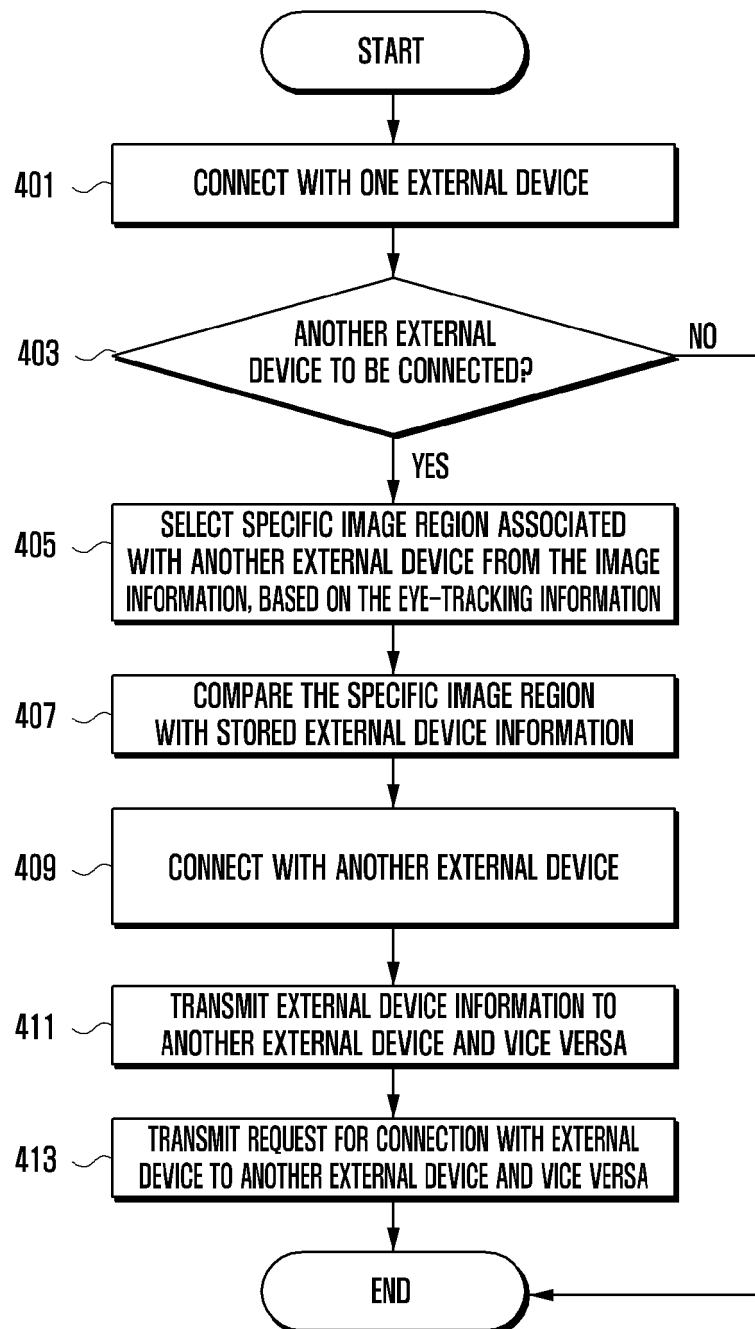 START
401
CONNECT WITH ONE EXTERNAL DEVICE
403
ANOTHER EXTERNAL
DEVICE TO BE CONNECTED?
NO
YES
405
SELECT SPECIFIC IMAGE REGION ASSOCIATED
WITH ANOTHER EXTERNAL DEVICE FROM THE IMAGE
INFORMATION, BASED ON THE EYE-TRACKING INFORMATION
407
COMPARE THE SPECIFIC IMAGE REGION
WITH STORED EXTERNAL DEVICE INFORMATION
409
CONNECT WITH ANOTHER EXTERNAL DEVICE
411
TRANSMIT EXTERNAL DEVICE INFORMATION TO
ANOTHER EXTERNAL DEVICE AND VICE VERSA
413
TRANSMIT REQUEST FOR CONNECTION WITH EXTERNAL
DEVICE TO ANOTHER EXTERNAL DEVICE AND VICE VERSA
END